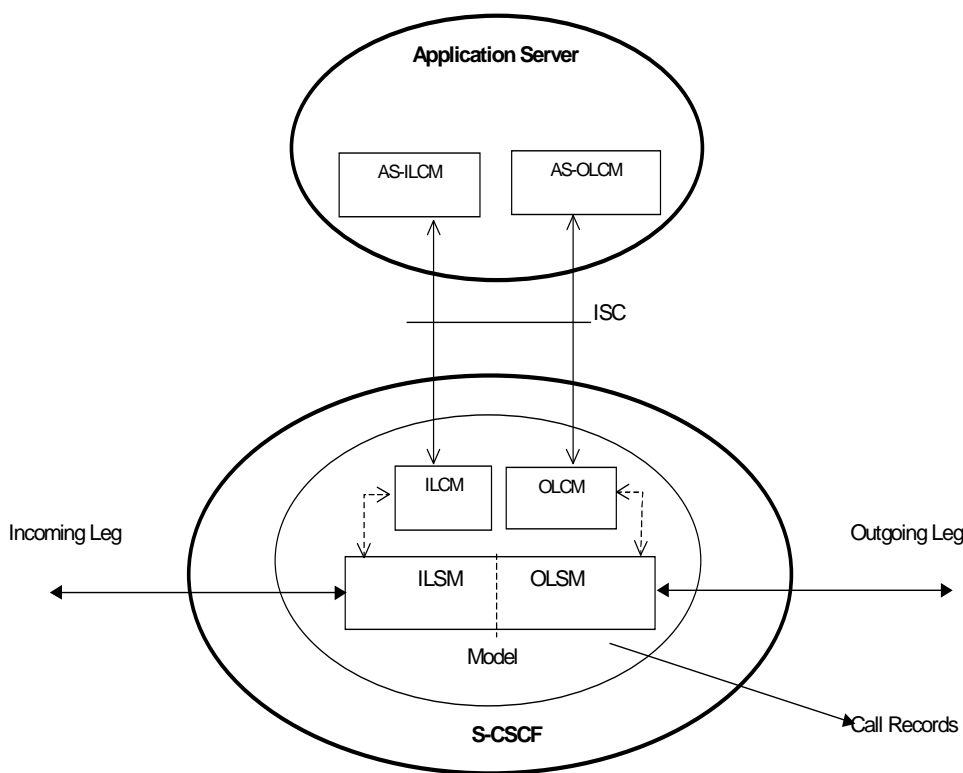 Application Server
AS-ILCM
AS-OLCM
ISC
ILCM
OLCM
Incoming Leg
Outgoing Leg
ILSM
OLSM
Model
S-CSCF
Call Records